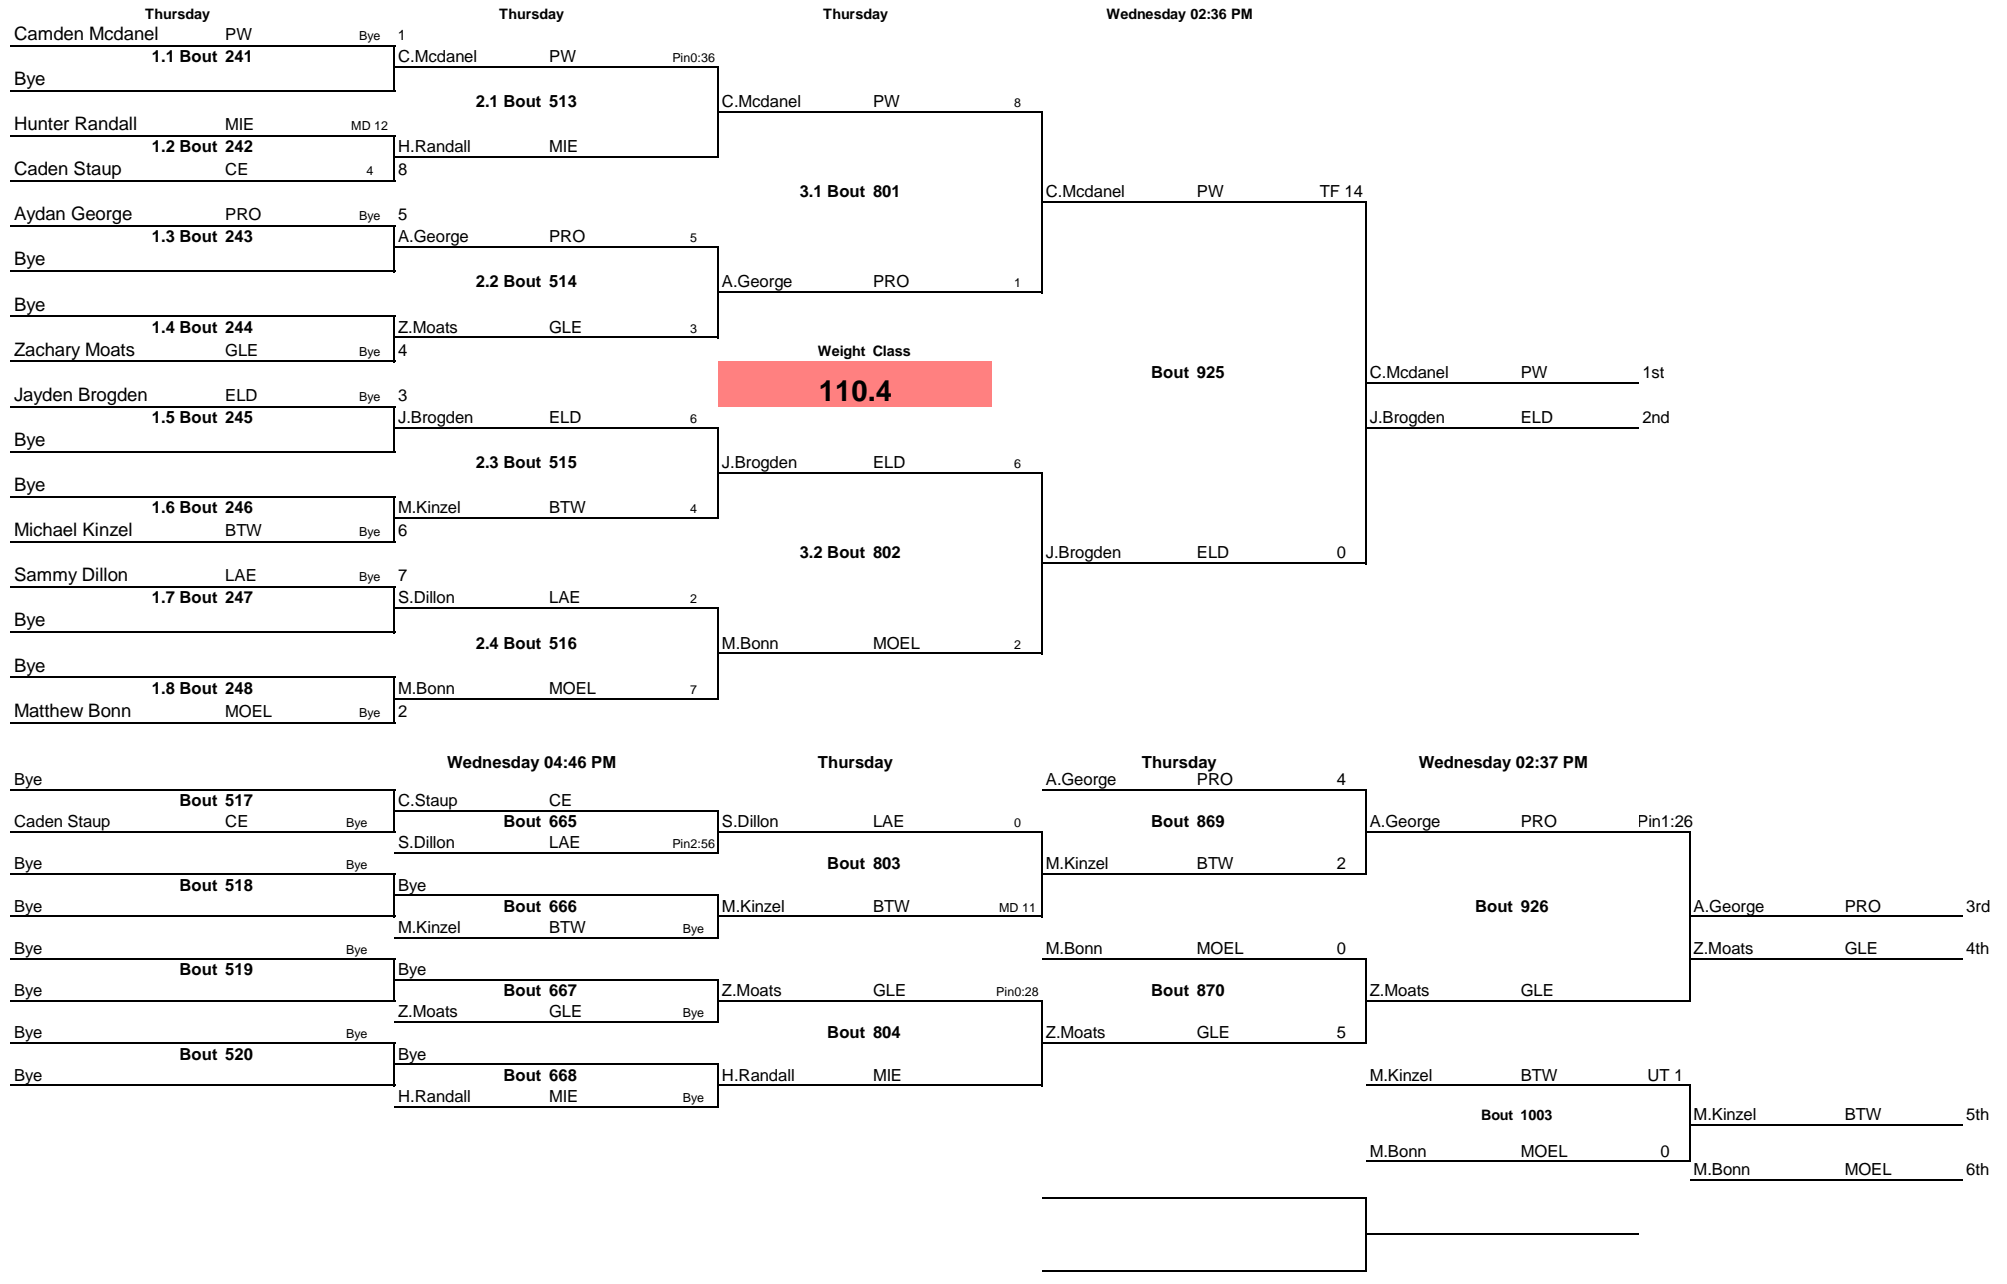 Thursday Thursday Thursday Wednesday 02:36 PM
Camden Mcdanel PW Bye 1
1.1 Bout 241 C.Mcdanel PW Pin0:36
Bye
2.1 Bout 513 C.Mcdanel PW 8
Hunter Randall MIE MD 12
1.2 Bout 242 H.Randall MIE
Caden Staup CE 4 8
3.1 Bout 801 C.Mcdanel PW TF 14
Aydan George PRO Bye 5
1.3 Bout 243 A.George PRO 5
Bye
2.2 Bout 514 A.George PRO 1
Bye
1.4 Bout 244 Z.Moats GLE 3
Zachary Moats GLE Bye 4 Weight Class
Bout 925 C.Mcdanel PW 1st
Jayden Brogden ELD Bye 3 110.4
1.5 Bout 245 J.Brogden ELD 6 J.Brogden ELD 2nd
Bye
2.3 Bout 515 J.Brogden ELD 6
Bye
1.6 Bout 246 M.Kinzel BTW 4
Michael Kinzel BTW Bye 6
3.2 Bout 802 J.Brogden ELD 0
Sammy Dillon LAE Bye 7
1.7 Bout 247 S.Dillon LAE 2
Bye
2.4 Bout 516 M.Bonn MOEL 2
Bye
1.8 Bout 248 M.Bonn MOEL 7
Matthew Bonn MOEL Bye 2
Wednesday 04:46 PM Thursday Thursday Wednesday 02:37 PM
Bye A.George PRO 4
Bout 517 C.Staup CE
Caden Staup CE Bye Bout 665 S.Dillon LAE 0 Bout 869 A.George PRO Pin1:26
S.Dillon LAE Pin2:56
Bye Bye Bout 803 M.Kinzel BTW 2
Bout 518 Bye
Bye Bout 666 M.Kinzel BTW MD 11 Bout 926 A.George PRO 3rd
M.Kinzel BTW Bye
Bye Bye M.Bonn MOEL 0 Z.Moats GLE 4th
Bout 519 Bye
Bye Bout 667 Z.Moats GLE Pin0:28 Bout 870 Z.Moats GLE
Z.Moats GLE Bye
Bye Bye Bout 804 Z.Moats GLE 5
Bout 520 Bye
Bye Bout 668 H.Randall MIE M.Kinzel BTW UT 1
H.Randall MIE Bye
Bout 1003 M.Kinzel BTW 5th
M.Bonn MOEL 0
M.Bonn MOEL 6th